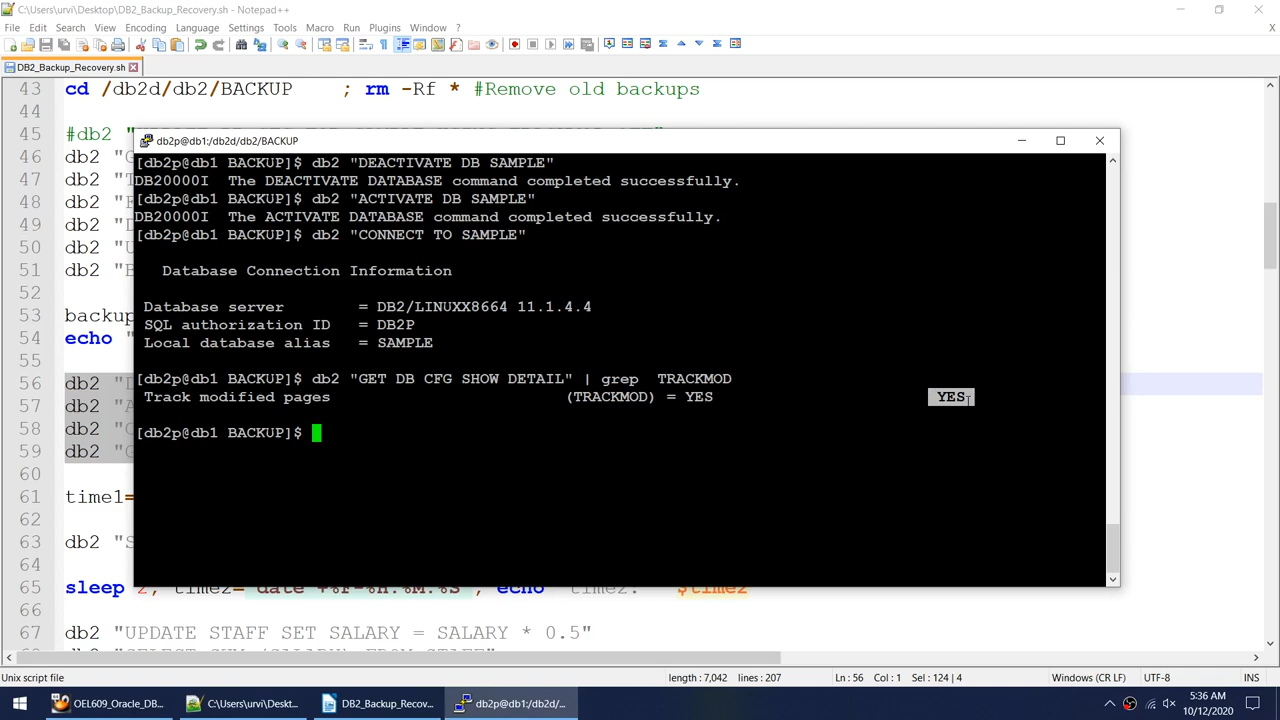 C:\Users\urvi\Desktop\DB2_Backup_Recovery.sh - Notepad++
File Edit Search View Encoding Language Settings Tools Macro Run Plugins Window ?
X
DB2_Backup_Recovery.sh
43 cd /db2d/db2/BACKUP ; rm -Rf * #Remove old backups
44
45 #db2 "
46 db2 "G
47 db2 "T
48 db2 "
49 db2 "D
50 db2 "U
51 db2 "B
52
53 backup
54 echo "
55
56 db2 "D
57 db2 "A
58 db2 "C
59 db2 "G
60
61 time1=
62
63 db2 "S
64
65 sleep 2, time2=`date +%F-%H.%M.%S`, echo "time2: $time2"
66
67 db2 "UPDATE STAFF SET SALARY = SALARY * 0.5"
db2p@db1:/db2d/db2/BACKUP
[db2p@db1 BACKUP]$ db2 "DEACTIVATE DB SAMPLE"
DB20000I The DEACTIVATE DATABASE command completed successfully.
[db2p@db1 BACKUP]$ db2 "ACTIVATE DB SAMPLE"
DB20000I The ACTIVATE DATABASE command completed successfully.
[db2p@db1 BACKUP]$ db2 "CONNECT TO SAMPLE"
Database Connection Information
Database server = DB2/LINUXX8664 11.1.4.4
SQL authorization ID = DB2P
Local database alias = SAMPLE
[db2p@db1 BACKUP]$ db2 "GET DB CFG SHOW DETAIL" | grep TRACKMOD
Track modified pages (TRACKMOD) = YES YES
[db2p@db1 BACKUP]$
Unix script file length : 7,042 lines : 207 Ln : 56 Col : 1 Sel : 124 | 4 Windows (CR LF) UTF-8 INS
OEL609_Oracle_DB... C:\Users\urvi\Deskt... DB2_Backup_Recove... db2p@db1:/db2d/... 5:36 AM
10/12/2020